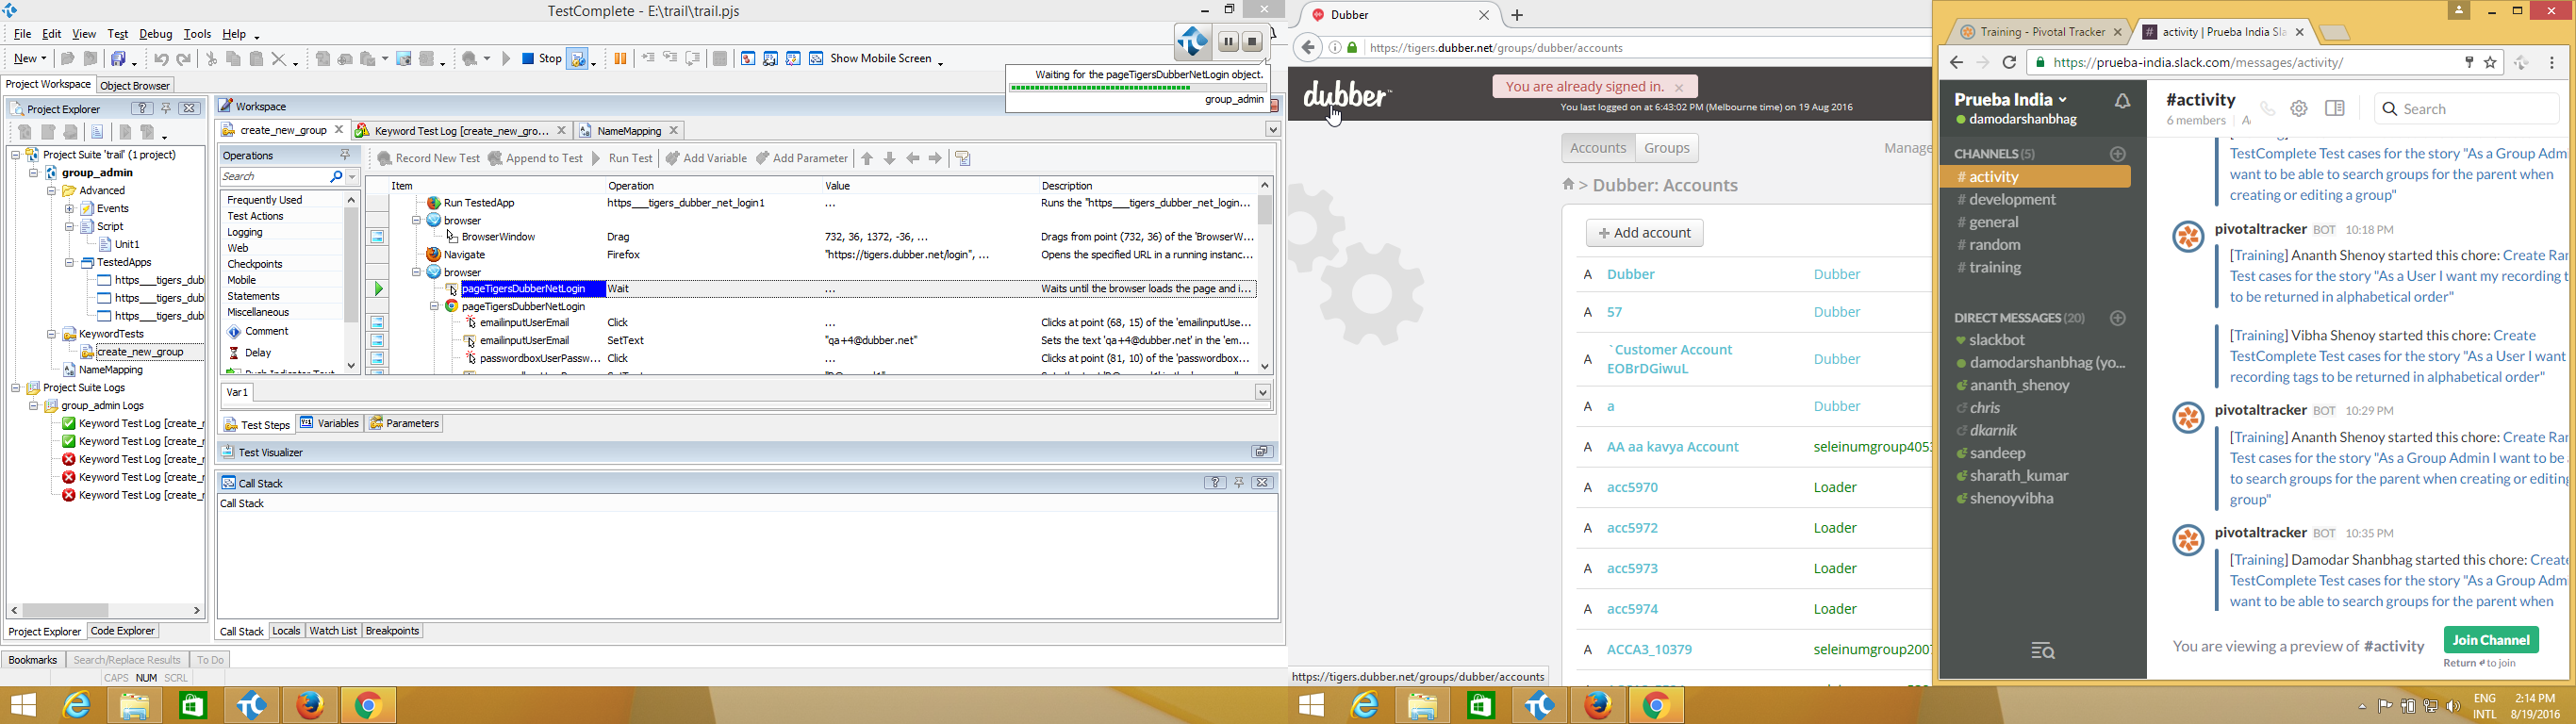 TestComplete - E:\trail\trail.pjs
File Edit View Test Debug Tools Help
New
Stop
Show Mobile Screen
Waiting for the pageTigersDubberNetLogin object.
group_admin
Project Workspace Object Browser
Project Explorer
Project Suite 'trail' (1 project)
group_admin
Advanced
Events
Script
Unit1
TestedApps
https___tigers_dubl
https___tigers_dubl
https___tigers_dubl
KeywordTests
create_new_group
NameMapping
Project Suite Logs
group_admin Logs
Keyword Test Log [create_r
Keyword Test Log [create_r
Keyword Test Log [create_r
Keyword Test Log [create_r
Keyword Test Log [create_r
Project Explorer Code Explorer
Bookmarks Search/Replace Results To Do
CAPS NUM SCRL
Workspace
create_new_group Keyword Test Log [create_new_gro... NameMapping
Operations
Search
Frequently Used
Test Actions
Logging
Web
Checkpoints
Mobile
Statements
Miscellaneous
Comment
Delay
Record New Test Append to Test Run Test Add Variable Add Parameter
Item Operation Value Description
Run TestedApp https___tigers_dubber_net_login1 ... Runs the "https___tigers_dubber_net_login...
browser
BrowserWindow Drag 732, 36, 1372, -36, ... Drags from point (732, 36) of the 'BrowserW...
Navigate Firefox "https://tigers.dubber.net/login", ... Opens the specified URL in a running instanc...
browser
pageTigersDubberNetLogin Wait ... Waits until the browser loads the page and i...
pageTigersDubberNetLogin
emailinputUserEmail Click ... Clicks at point (68, 15) of the 'emailinputUse...
emailinputUserEmail SetText "qa+4@dubber.net" Sets the text 'qa+4@dubber.net' in the 'em...
passwordboxUserPassw... Click ... Clicks at point (81, 10) of the 'passwordbox...
Var1
Test Steps Variables Parameters
Test Visualizer
Call Stack
Call Stack
Call Stack Locals Watch List Breakpoints
Dubber
https://tigers.dubber.net/groups/dubber/accounts
dubber
You are already signed in.
You last logged on at 6:43:02 PM (Melbourne time) on 19 Aug 2016
Accounts Groups Manage
> Dubber: Accounts
+ Add account
A Dubber Dubber
A 57 Dubber
A `Customer Account EOBrDGiwuL Dubber
A a Dubber
A AA aa kavya Account seleinumgroup4053
A acc5970 Loader
A acc5972 Loader
A acc5973 Loader
A acc5974 Loader
A ACCA3_10379 seleinumgroup2007
https://tigers.dubber.net/groups/dubber/accounts
Training - Pivotal Tracker
activity | Prueba India Sla
https://prueba-india.slack.com/messages/activity/
Prueba India
damodarshanbhag
CHANNELS (5)
# activity
# development
# general
# random
# training
DIRECT MESSAGES (20)
slackbot
damodarshanbhag (yo...
ananth_shenoy
chris
dkarnik
sandeep
sharath_kumar
shenoyvibha
#activity
6 members
Search
TestComplete Test cases for the story "As a Group Adm
want to be able to search groups for the parent when
creating or editing a group"
pivotaltracker BOT 10:18 PM
[Training] Ananth Shenoy started this chore: Create Ran
Test cases for the story "As a User I want my recording t
to be returned in alphabetical order"
[Training] Vibha Shenoy started this chore: Create
TestComplete Test cases for the story "As a User I want
recording tags to be returned in alphabetical order"
pivotaltracker BOT 10:29 PM
[Training] Ananth Shenoy started this chore: Create Ran
Test cases for the story "As a Group Admin I want to be a
to search groups for the parent when creating or editing
group"
pivotaltracker BOT 10:35 PM
[Training] Damodar Shanbhag started this chore: Create
TestComplete Test cases for the story "As a Group Adm
want to be able to search groups for the parent when
You are viewing a preview of #activity
Join Channel
Return to join
ENG
INTL
2:14 PM
8/19/2016